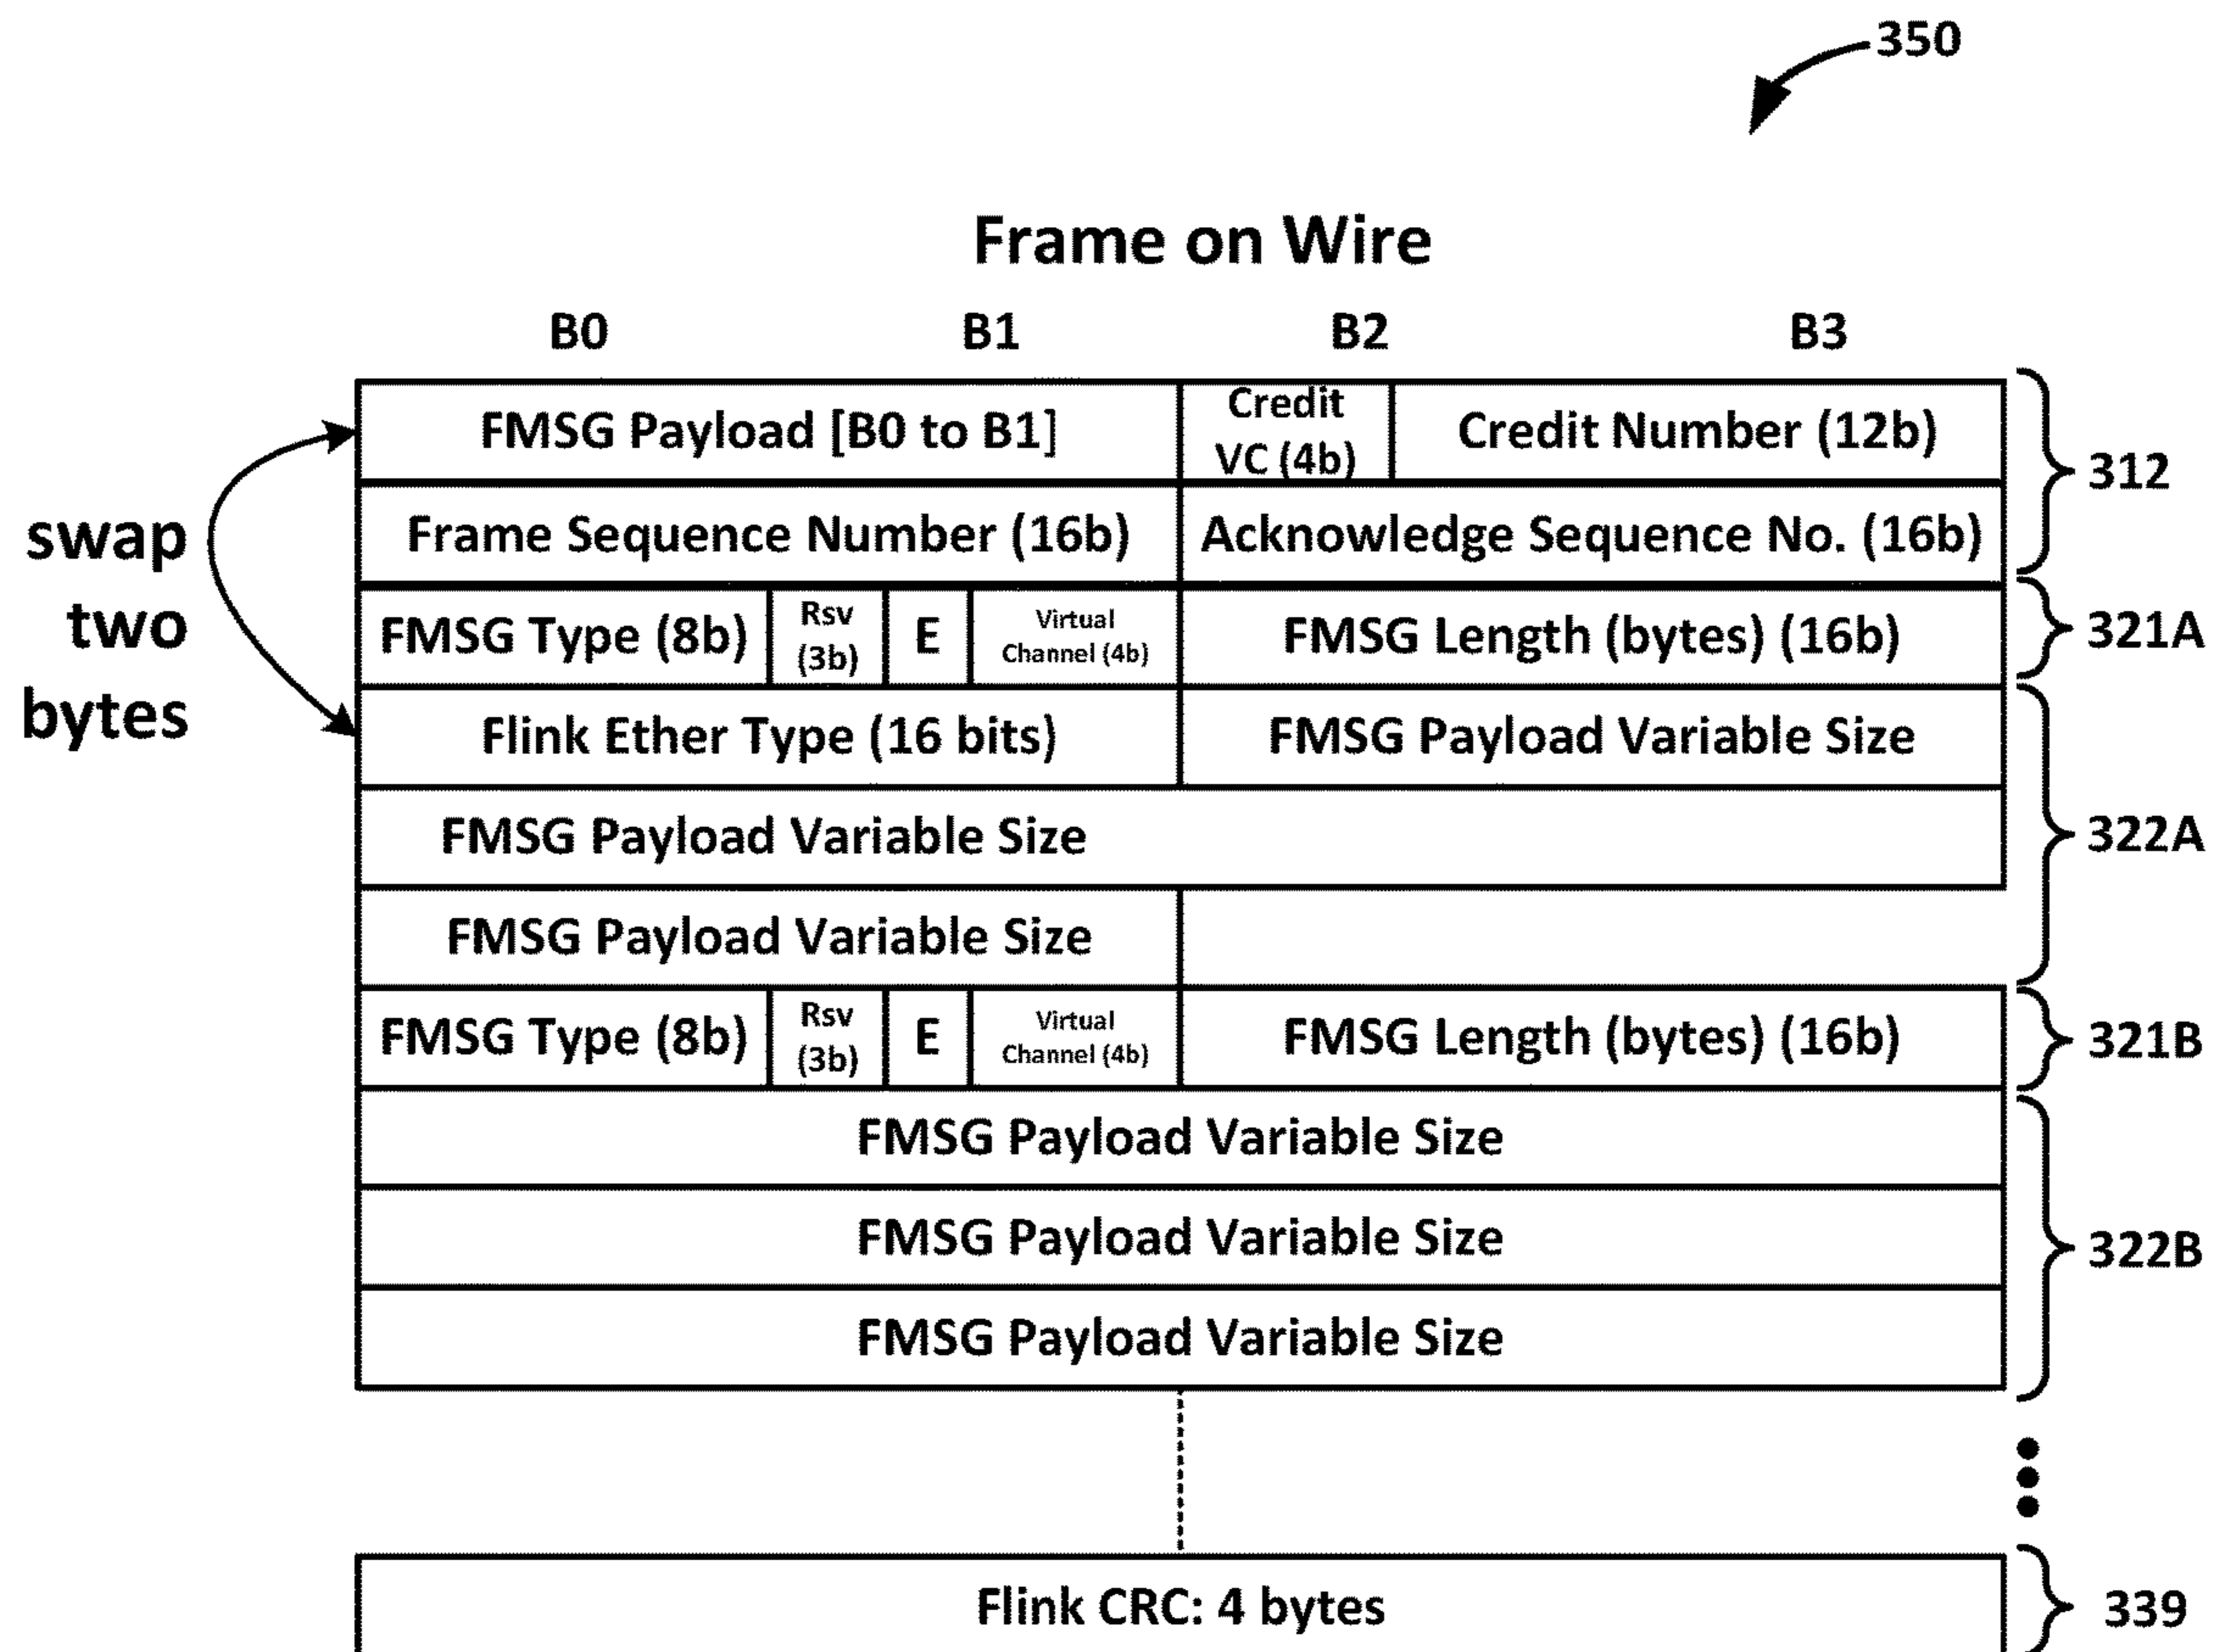 350
Frame on Wire
B0 B1 B2 B3
FMSG Payload [B0 to B1] Credit VC (4b) Credit Number (12b)
312
Frame Sequence Number (16b) Acknowledge Sequence No. (16b)
swap
two
bytes
FMSG Type (8b) Rsv (3b) E Virtual Channel (4b) FMSG Length (bytes) (16b)
321A
Flink Ether Type (16 bits) FMSG Payload Variable Size
FMSG Payload Variable Size
322A
FMSG Payload Variable Size
FMSG Type (8b) Rsv (3b) E Virtual Channel (4b) FMSG Length (bytes) (16b)
321B
FMSG Payload Variable Size
FMSG Payload Variable Size
322B
FMSG Payload Variable Size
Flink CRC: 4 bytes
339